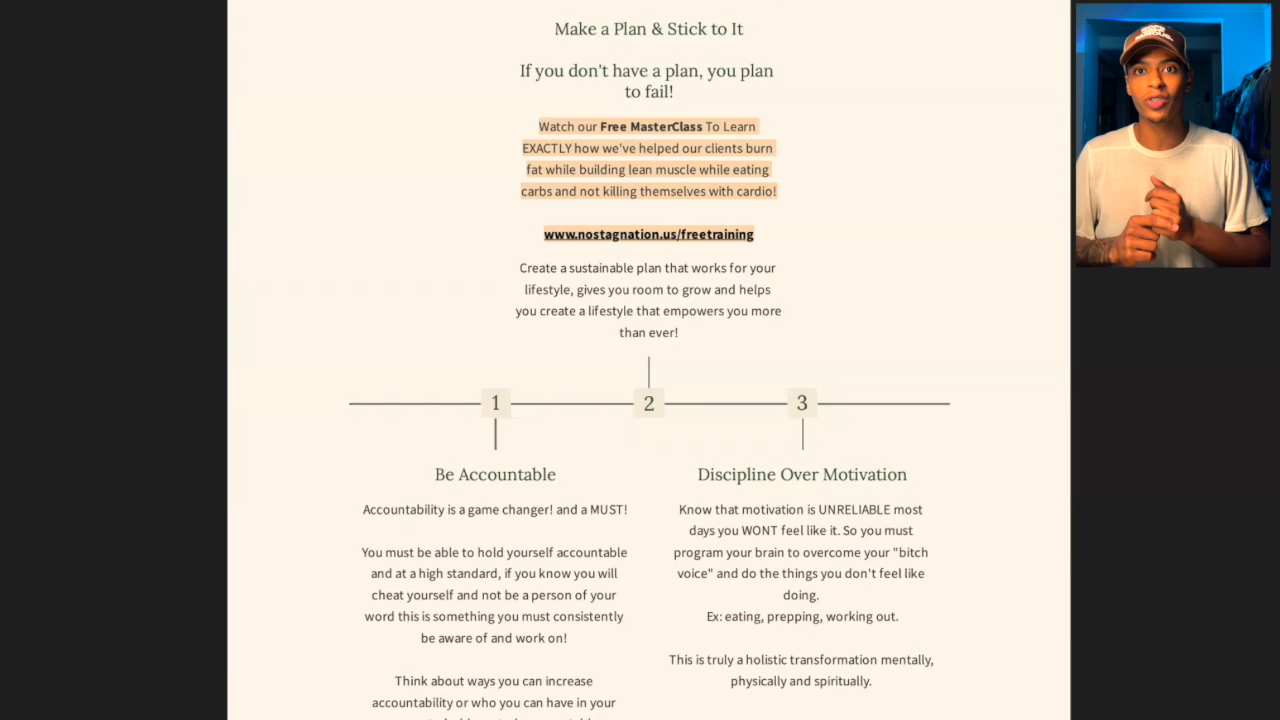 Make a Plan & Stick to It
If you don't have a plan, you plan
to fail!
Watch our Free MasterClass To Learn
EXACTLY how we've helped our clients burn
fat while building lean muscle while eating
carbs and not killing themselves with cardio!
www.nostagnation.us/freetraining
Create a sustainable plan that works for your
lifestyle, gives you room to grow and helps
you create a lifestyle that empowers you more
than ever!
1
2
3
Be Accountable
Accountability is a game changer! and a MUST!
You must be able to hold yourself accountable
and at a high standard, if you know you will
cheat yourself and not be a person of your
word this is something you must consistently
be aware of and work on!
Think about ways you can increase
accountability or who you can have in your
Discipline Over Motivation
Know that motivation is UNRELIABLE most
days you WONT feel like it. So you must
program your brain to overcome your "bitch
voice" and do the things you don't feel like
doing.
Ex: eating, prepping, working out.
This is truly a holistic transformation mentally,
physically and spiritually.